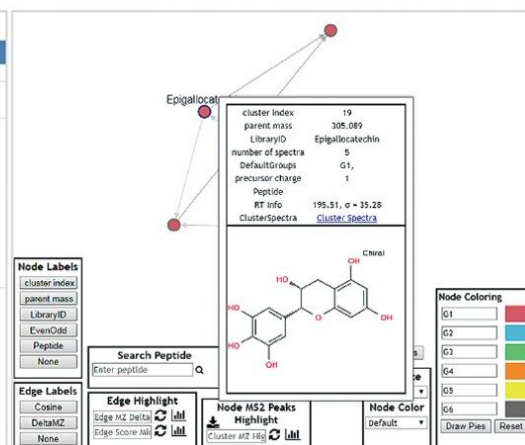 Epigallocat
cluster index 19
parent mass 305.089
LibraryID Epigallocatechin
number of spectra 5
DefaultGroups G1,
precursor charge 1
Peptide
RT Info 195.51, σ = 35.28
ClusterSpectra Cluster Spectra
Chiral
OH
HO
HO
O
OH
HO
OH
OH
Node Labels
cluster index
parent mass
LibraryID
EvenOdd
Peptide
None
Edge Labels
Cosine
DeltaMZ
None
Search Peptide
Enter peptide
Edge Highlight
Edge MZ Delta
Edge Score Min
Node MS2 Peaks
Highlight
Cluster MZ Hig
Node Color
Default
Node Coloring
G1
G2
G3
G4
G5
G6
Draw Pies
Reset